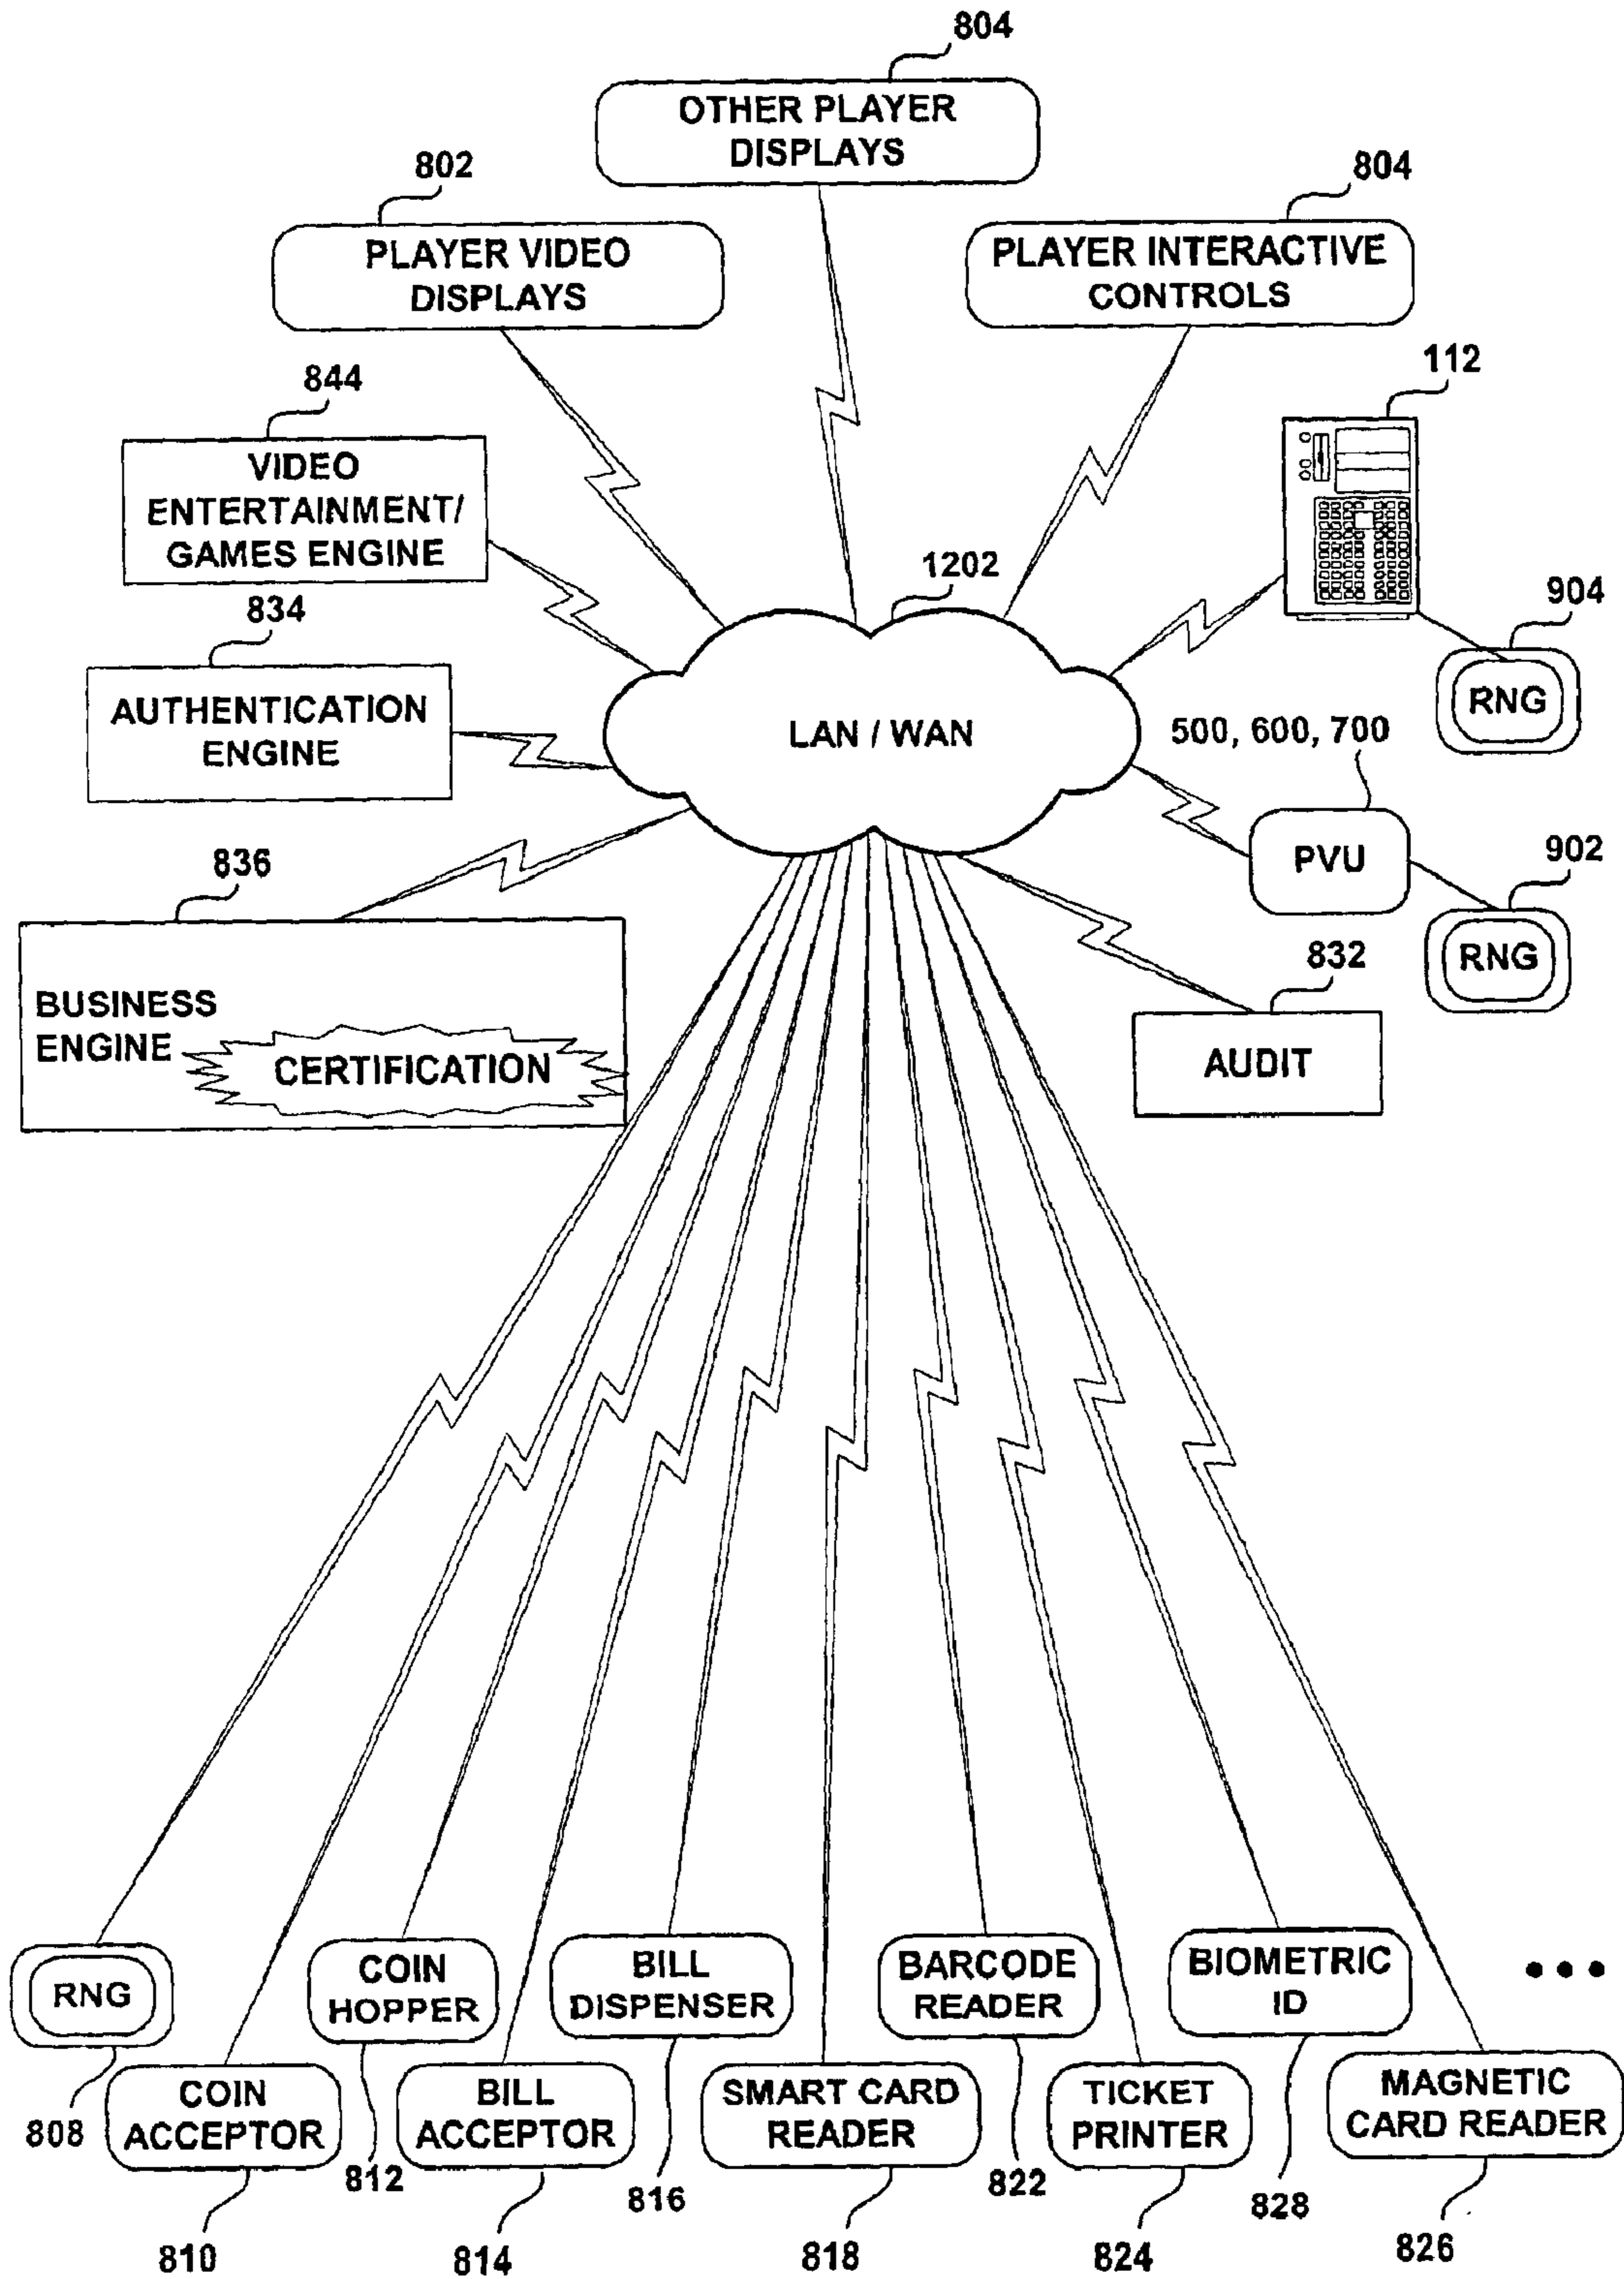 804
OTHER PLAYER
DISPLAYS
802
PLAYER VIDEO
DISPLAYS
804
PLAYER INTERACTIVE
CONTROLS
844
VIDEO
ENTERTAINMENT/
GAMES ENGINE
112
1202
904
RNG
834
AUTHENTICATION
ENGINE
LAN / WAN
500, 600, 700
PVU
902
RNG
836
BUSINESS
ENGINE
CERTIFICATION
832
AUDIT
RNG
808
COIN
ACCEPTOR
810
COIN
HOPPER
812
BILL
ACCEPTOR
814
BILL
DISPENSER
816
SMART CARD
READER
818
BARCODE
READER
822
TICKET
PRINTER
824
BIOMETRIC
ID
828
MAGNETIC
CARD READER
826
•••